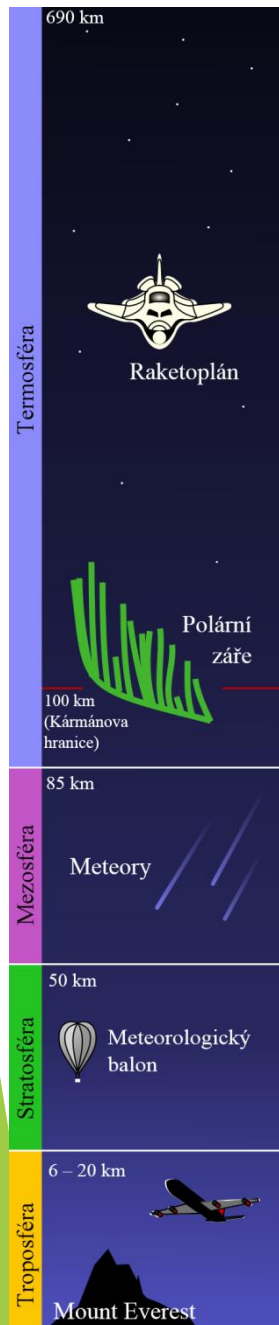 690 km
Termosféra
Raketoplán
Polární
záře
100 km
(Kármánova
hranice)
85 km
Mezosféra
Meteory
50 km
Stratosféra
Meteorologický
balon
6 – 20 km
Troposféra
Mount Everest